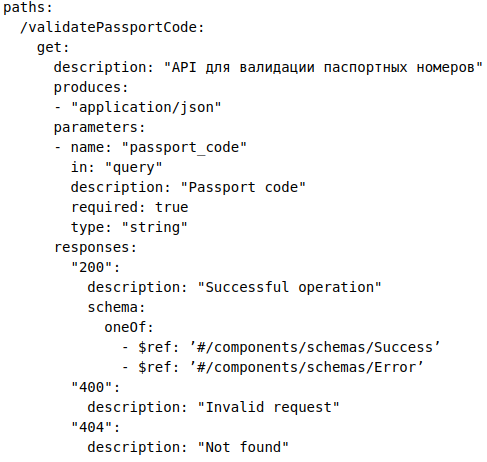 paths:
  /validatePassportCode:
    get:
      description: "API для валидации паспортных номеров"
      produces:
      - "application/json"
      parameters:
      - name: "passport_code"
        in: "query"
        description: "Passport code"
        required: true
        type: "string"
      responses:
        "200":
          description: "Successful operation"
          schema:
            oneOf:
              - $ref: ’#/components/schemas/Success’
              - $ref: ’#/components/schemas/Error’
        "400":
          description: "Invalid request"
        "404":
          description: "Not found"